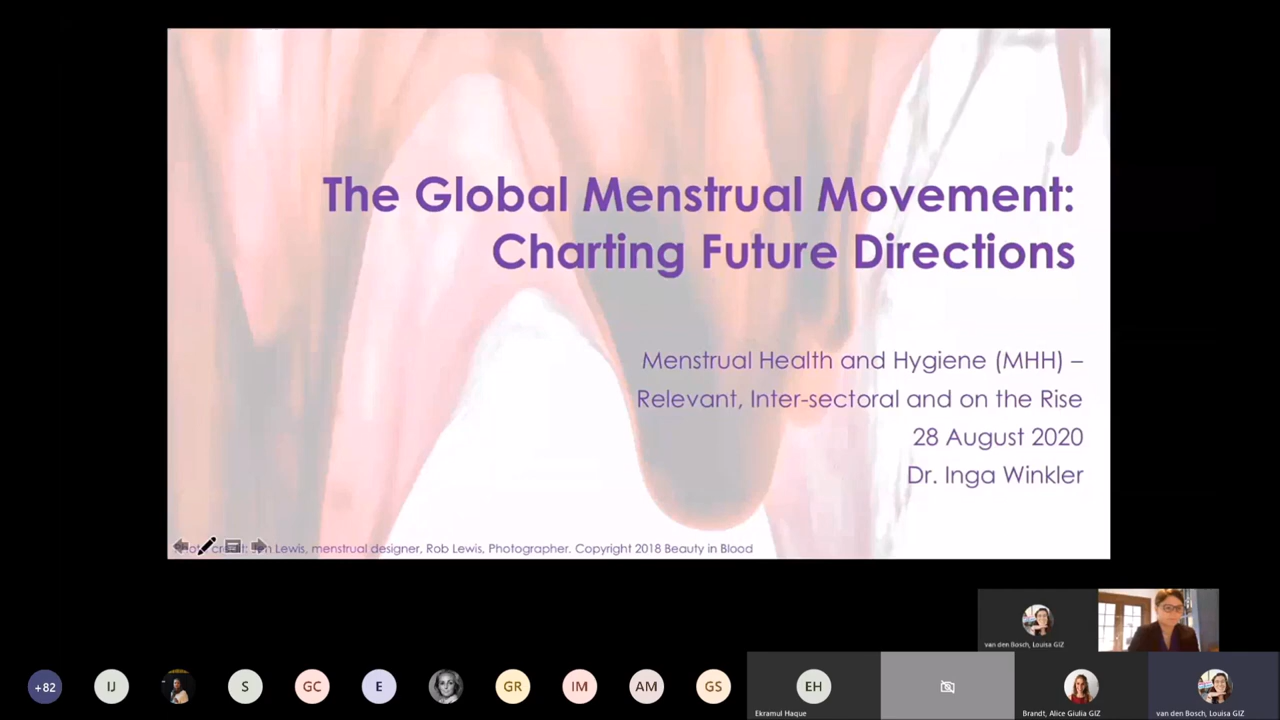 The Global Menstrual Movement:
Charting Future Directions
Menstrual Health and Hygiene (MHH) –
Relevant, Inter-sectoral and on the Rise
28 August 2020
Dr. Inga Winkler
Lewis, menstrual designer, Rob Lewis, Photographer. Copyright 2018 Beauty in Blood
van den Bosch, Louisa GIZ
+82
IJ
S
GC
E
GR
IM
AM
GS
EH
Ekramul Haque
Brandt, Alice Giulia GIZ
van den Bosch, Louisa GIZ